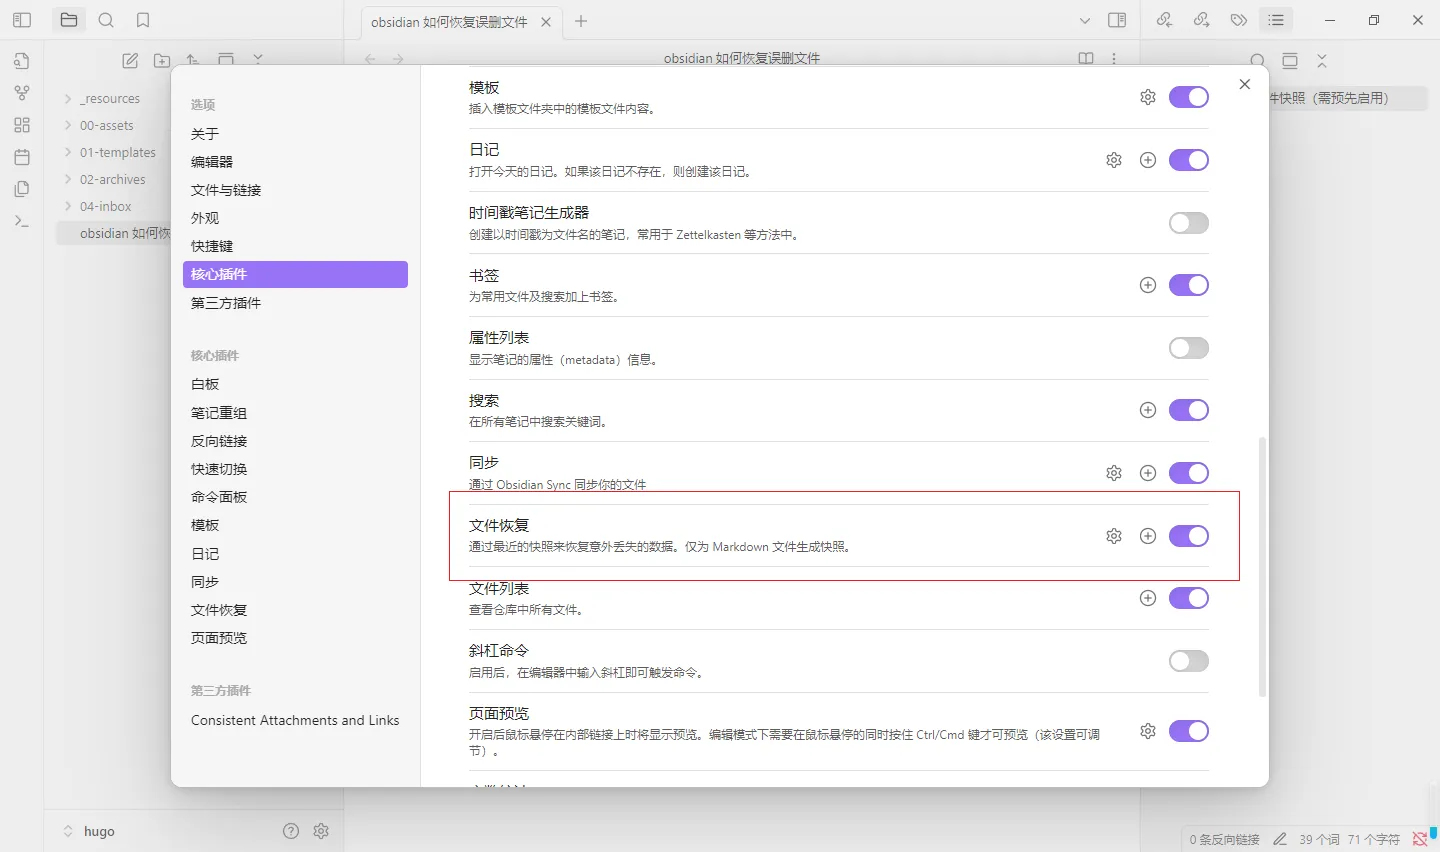 obsidian 如何恢复误删文件
obsidian 如何恢复误删文件
_resources
00-assets
01-templates
02-archives
04-inbox
obsidian 如何恢
hugo
选项
关于
编辑器
文件与链接
外观
快捷键
核心插件
第三方插件
核心插件
白板
笔记重组
反向链接
快速切换
命令面板
模板
日记
同步
文件恢复
页面预览
第三方插件
Consistent Attachments and Links
模板
插入模板文件夹中的模板文件内容。
日记
打开今天的日记。如果该日记不存在，则创建该日记。
时间戳笔记生成器
创建以时间戳为文件名的笔记，常用于 Zettelkasten 等方法中。
书签
为常用文件及搜索加上书签。
属性列表
显示笔记的属性（metadata）信息。
搜索
在所有笔记中搜索关键词。
同步
通过 Obsidian Sync 同步你的文件
文件恢复
通过最近的快照来恢复意外丢失的数据。仅为 Markdown 文件生成快照。
文件列表
查看仓库中所有文件。
斜杠命令
启用后，在编辑器中输入斜杠即可触发命令。
页面预览
开启后鼠标悬停在内部链接上时将显示预览。编辑模式下需要在鼠标悬停的同时按住 Ctrl/Cmd 键才可预览（该设置可调
节）。
件快照（需预先启用）
0 条反向链接
39 个词 71 个字符